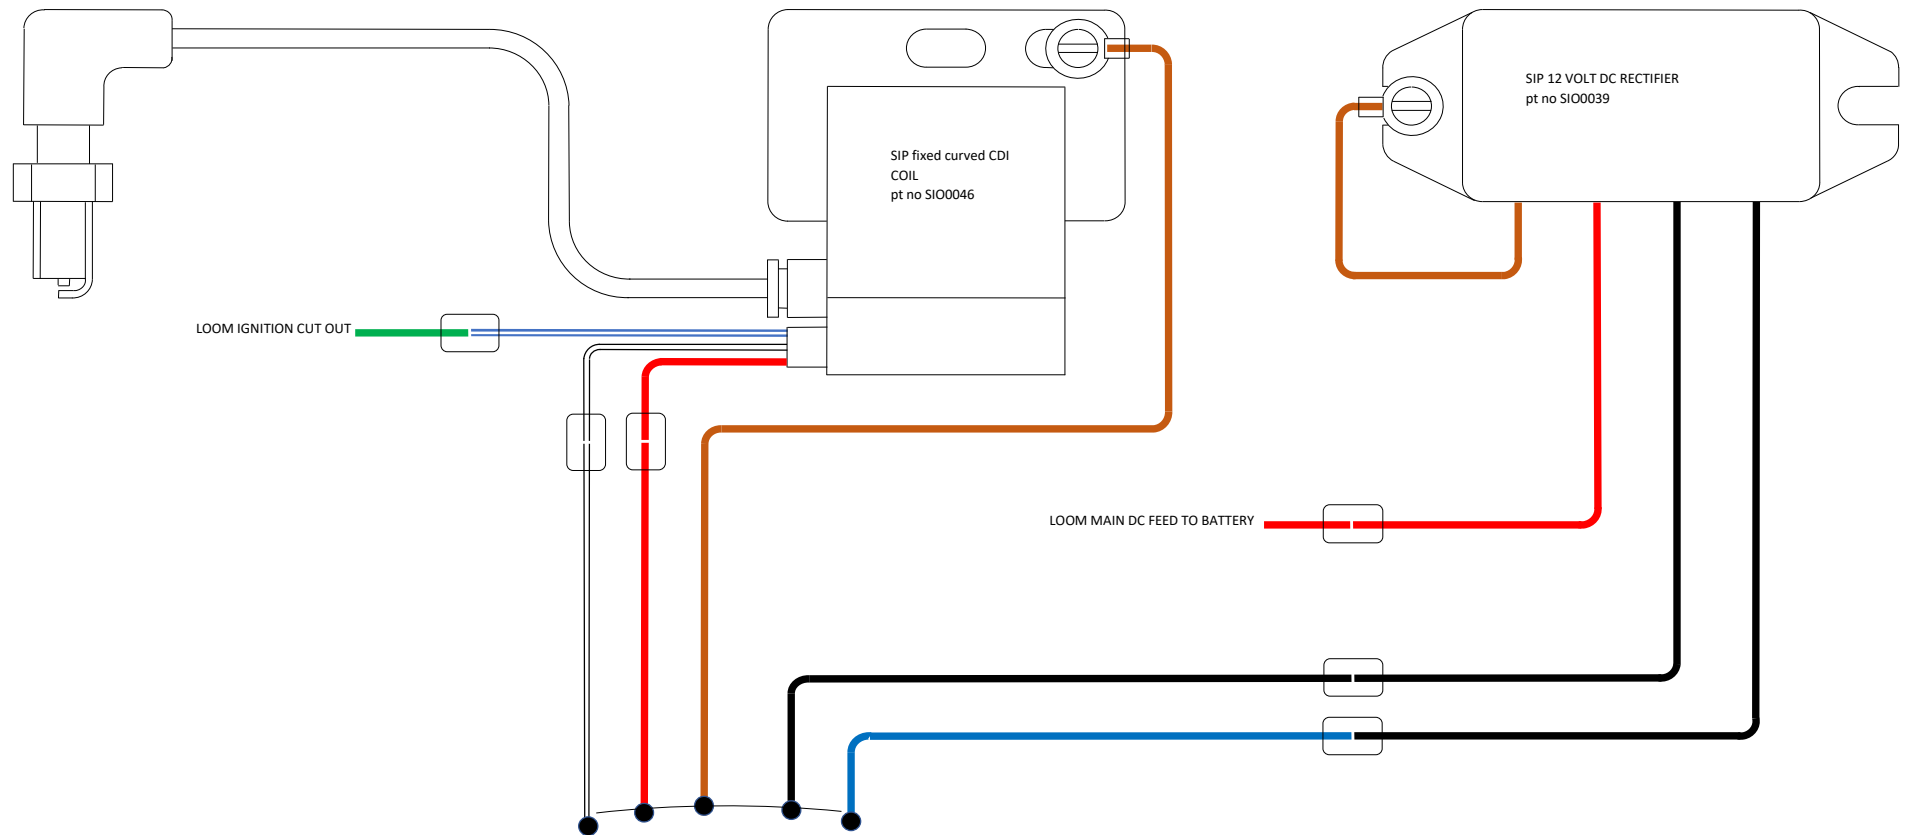 SIP 12 VOLT DC RECTIFIER
pt no SIO0039
SIP fixed curved CDI
COIL
pt no SIO0046
LOOM IGNITION CUT OUT
LOOM MAIN DC FEED TO BATTERY